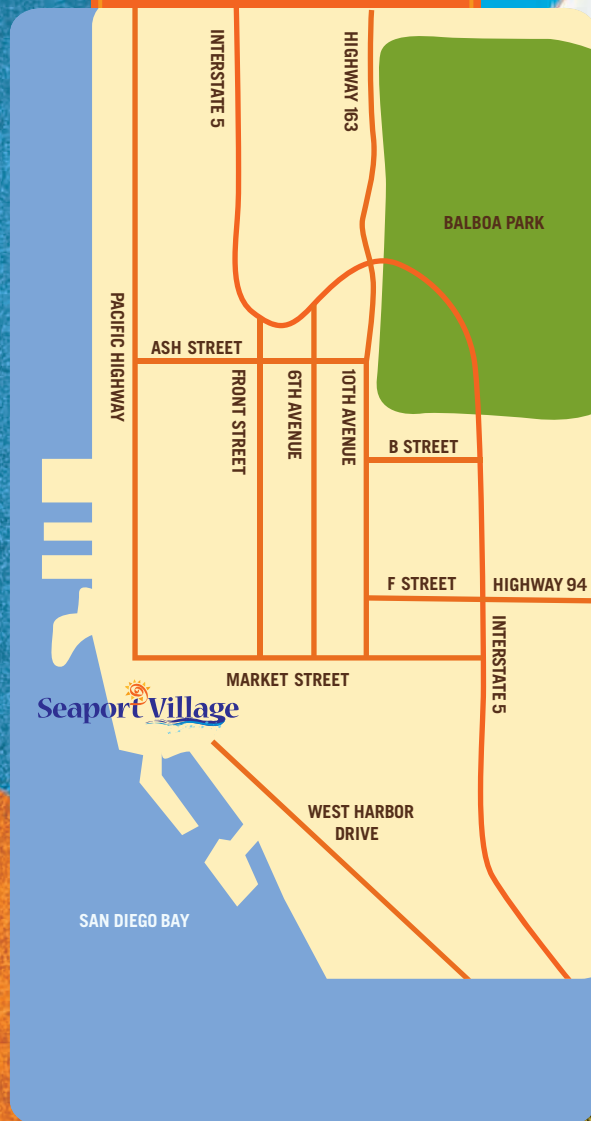 INTERSTATE 5
HIGHWAY 163
BALBOA PARK
PACIFIC HIGHWAY
ASH STREET
FRONT STREET
6TH AVENUE
10TH AVENUE
B STREET
F STREET
HIGHWAY 94
INTERSTATE 5
MARKET STREET
Seaport Village
WEST HARBOR
DRIVE
SAN DIEGO BAY